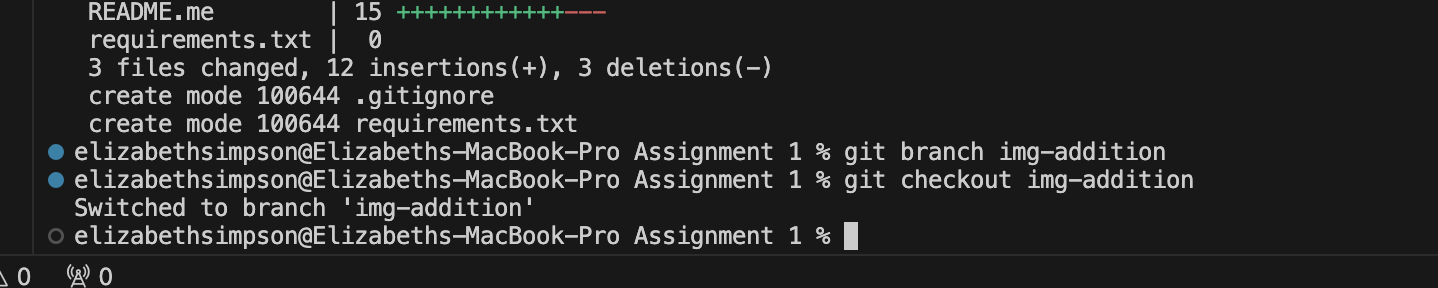 README.me        | 15 ++++++++++++---
requirements.txt |  0
3 files changed, 12 insertions(+), 3 deletions(-)
create mode 100644 .gitignore
create mode 100644 requirements.txt
elizabethsimpson@Elizabeths-MacBook-Pro Assignment 1 % git branch img-addition
elizabethsimpson@Elizabeths-MacBook-Pro Assignment 1 % git checkout img-addition
Switched to branch 'img-addition'
elizabethsimpson@Elizabeths-MacBook-Pro Assignment 1 %
0 0